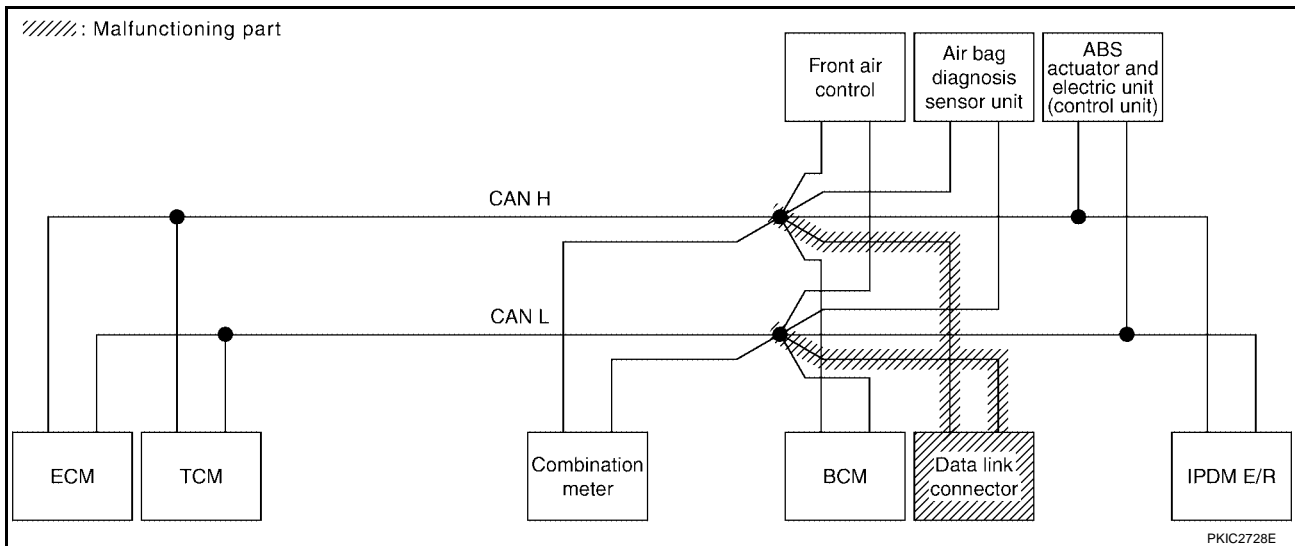 : Malfunctioning part
Front air
control
Air bag
diagnosis
sensor unit
ABS
actuator and
electric unit
(control unit)
CAN H
CAN L
ECM
TCM
Combination
meter
BCM
Data link
connector
IPDM E/R
PKIC2728E